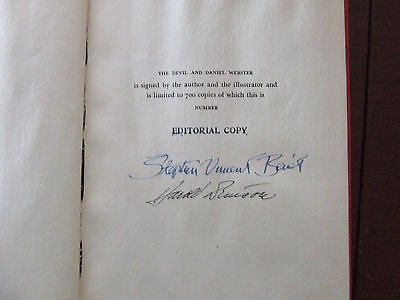 THE DEVIL AND DANIEL WEBSTER
is signed by the author and the illustrator and
is limited to 700 copies of which this is
NUMBER
EDITORIAL COPY
Stephen Vincent Benét
Harold Denison